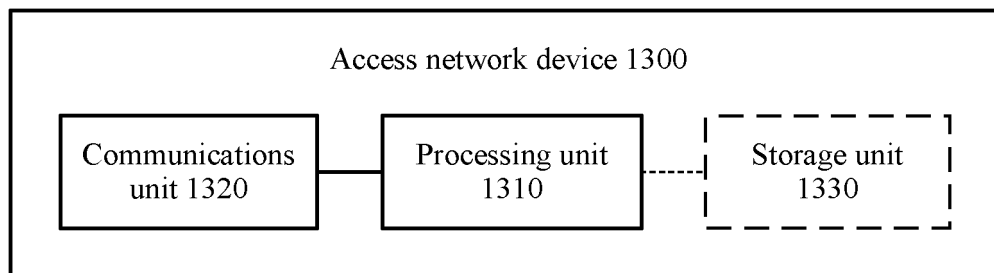 Access network device 1300
Communications
unit 1320
Processing unit
1310
Storage unit
1330